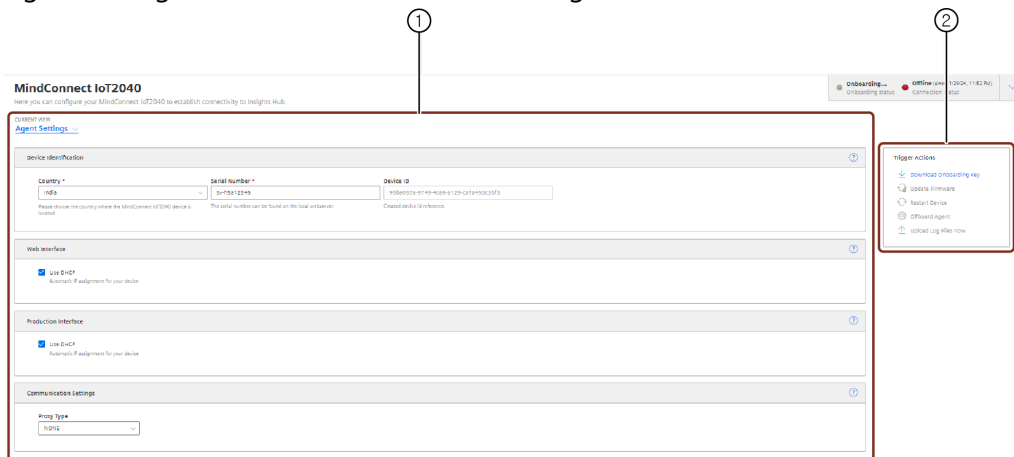 1
2
MindConnect IoT2040
Here you can configure your MindConnect IoT2040 to establish connectivity to Insights Hub.
Onboarding...
Onboarding status
Offline
Connection status
CURRENT VIEW
Agent Settings
Device Identification
Country *
India
Please choose the country where the MindConnect IoT2040 device is located.
Serial Number *
The serial number can be found on the local webserver.
Device ID
Created device id reference.
Web Interface
Use DHCP
Automatic IP assignment for your device
Production Interface
Use DHCP
Automatic IP assignment for your device
Communication Settings
Proxy Type
NONE
Trigger Actions
Download Onboarding Key
Update Firmware
Restart Device
Offboard Agent
Upload Log Files Now